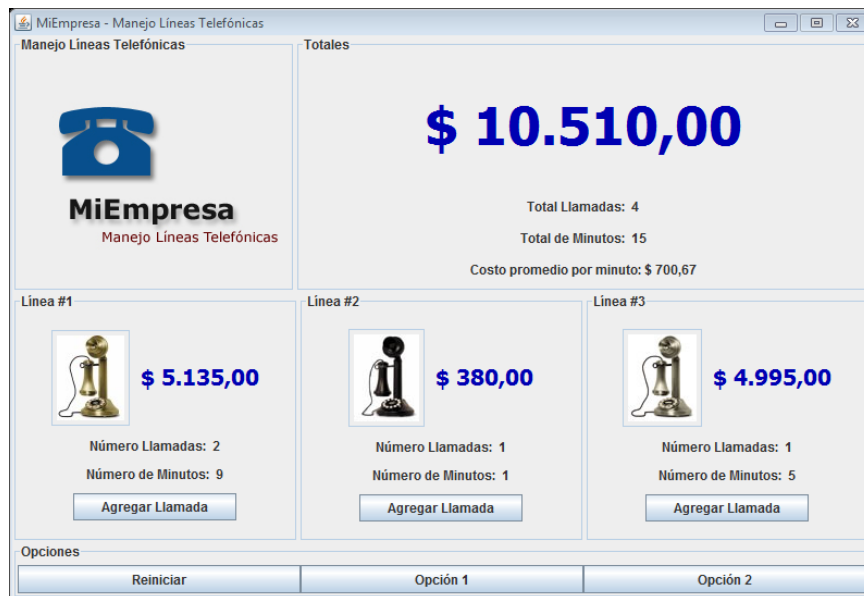 MiEmpresa - Manejo Líneas Telefónicas
Manejo Líneas Telefónicas
MiEmpresa
Manejo Líneas Telefónicas
Totales
$ 10.510,00
Total Llamadas: 4
Total de Minutos: 15
Costo promedio por minuto: $ 700,67
Línea #1
$ 5.135,00
Número Llamadas: 2
Número de Minutos: 9
Agregar Llamada
Línea #2
$ 380,00
Número Llamadas: 1
Número de Minutos: 1
Agregar Llamada
Línea #3
$ 4.995,00
Número Llamadas: 1
Número de Minutos: 5
Agregar Llamada
Opciones
Reiniciar
Opción 1
Opción 2